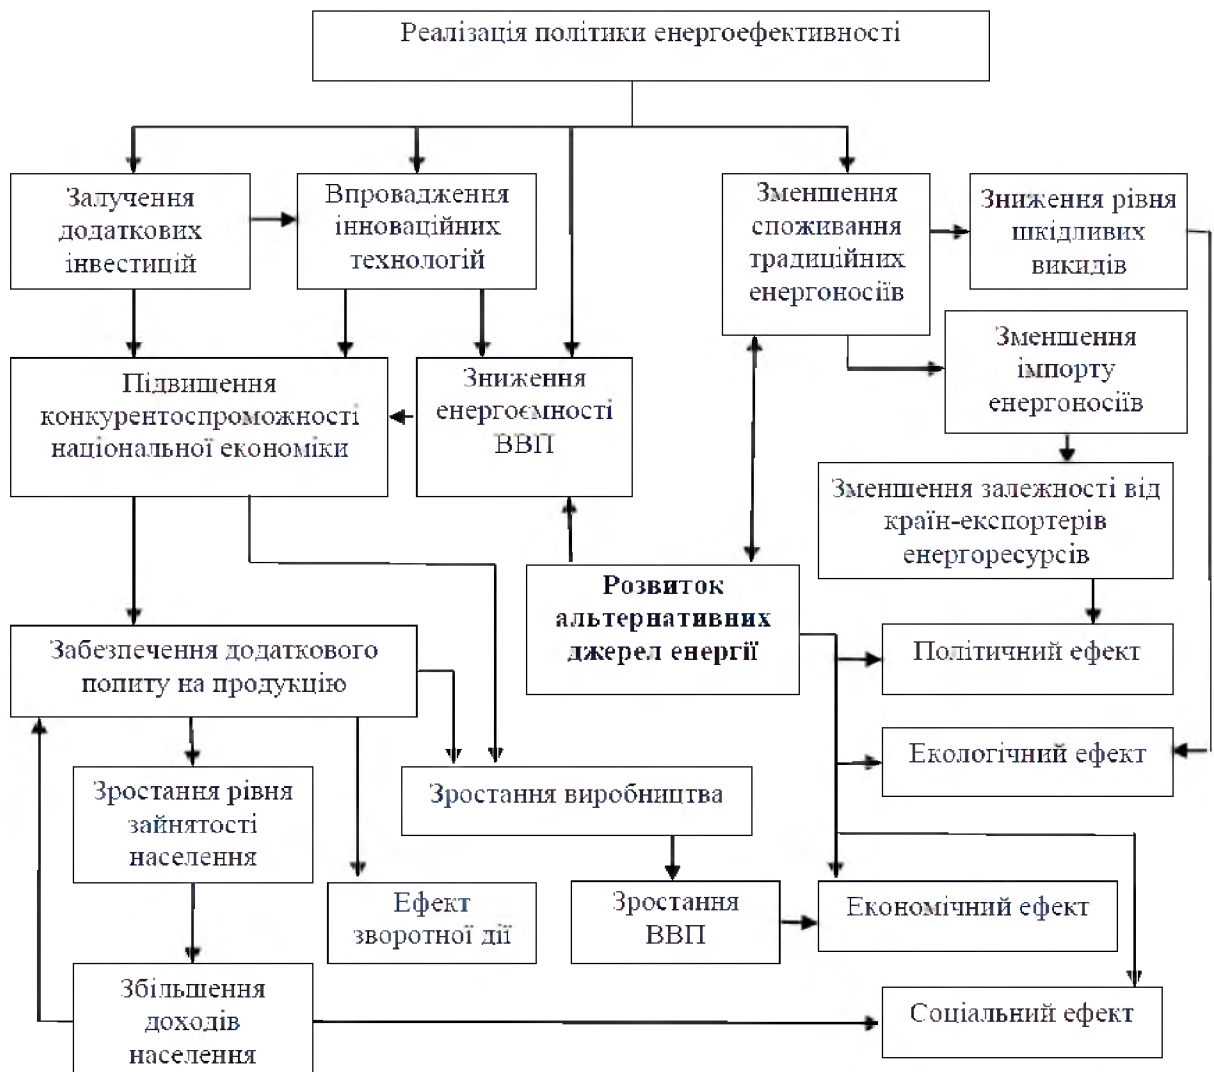 Реалізація політики енергоефективності
Залучення
додаткових
інвестицій
Впровадження
інноваційних
технологій
Зменшення
споживання
традиційних
енергоносіїв
Зниження рівня
шкідливих
викидів
Зменшення
імпорту
енергоносіїв
Підвищення
конкурентоспроможності
національної економіки
Зниження
енергоємності
ВВП
Зменшення залежності від
країн-експортерів
енергоресурсів
Розвиток
альтернативних
джерел енергії
Забезпечення додаткового
попиту на продукцію
Політичний ефект
Екологічний ефект
Зростання рівня
зайнятості
населення
Зростання виробництва
Ефект
зворотної дії
Зростання
ВВП
Економічний ефект
Збільшення
доходів
населення
Соціальний ефект